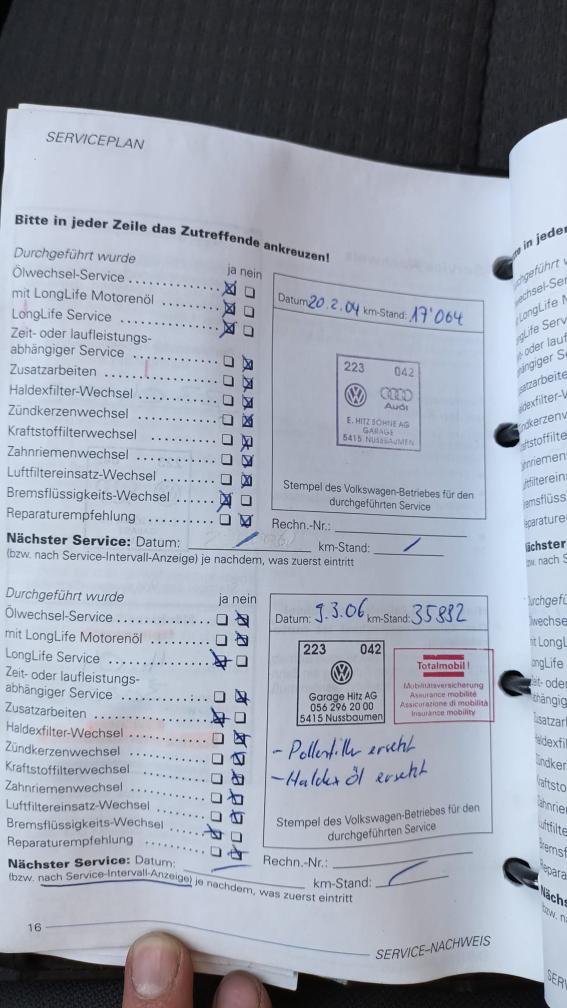 SERVICEPLAN
Bitte in jeder Zeile das Zutreffende ankreuzen!
Durchgeführt wurde ja nein
Ölwechsel-Service
mit LongLife Motorenöl
LongLife Service
Zeit- oder laufleistungs-
abhängiger Service
Zusatzarbeiten
Haldexfilter-Wechsel
Zündkerzenwechsel
Kraftstofffilterwechsel
Zahnriemenwechsel
Luftfiltereinsatz-Wechsel
Bremsflüssigkeits-Wechsel
Reparaturempfehlung
Datum: 20.2.04 km-Stand: 17'064
223 042
Audi
E. HITZ SÖHNE AG
GARAGE
5415 NUSSBAUMEN
Stempel des Volkswagen-Betriebes für den
durchgeführten Service
Rechn.-Nr.:
Nächster Service: Datum: km-Stand:
(bzw. nach Service-Intervall-Anzeige) je nachdem, was zuerst eintritt
Durchgeführt wurde ja nein
Ölwechsel-Service
mit LongLife Motorenöl
LongLife Service
Zeit- oder laufleistungs-
abhängiger Service
Zusatzarbeiten
Haldexfilter-Wechsel
Zündkerzenwechsel
Kraftstofffilterwechsel
Zahnriemenwechsel
Luftfiltereinsatz-Wechsel
Bremsflüssigkeits-Wechsel
Reparaturempfehlung
Datum: 9.3.06 km-Stand: 35882
223 042
Garage Hitz AG
056 296 20 00
5415 Nussbaumen
Totalmobil!
Mobilitätsversicherung
Assurance mobilité
Assicurazione di mobilità
Insurance mobility
- Pollenfilter ersetzt
- Haldex Öl ersetzt
Stempel des Volkswagen-Betriebes für den
durchgeführten Service
Rechn.-Nr.:
Nächster Service: Datum: km-Stand:
(bzw. nach Service-Intervall-Anzeige) je nachdem, was zuerst eintritt
16
SERVICE–NACHWEIS